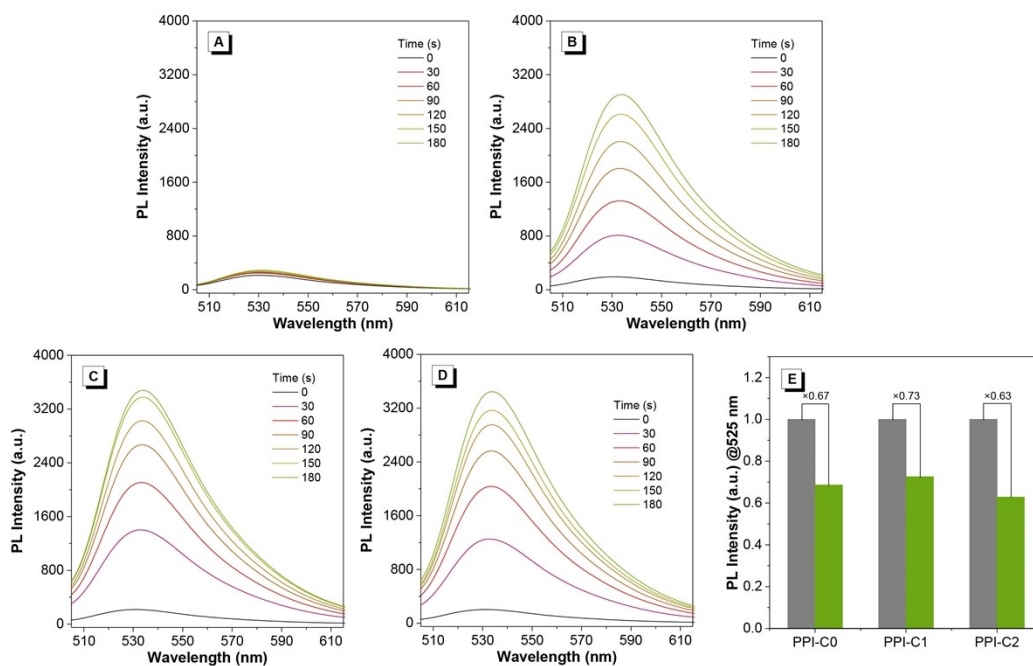 A
Time (s)
0
30
60
90
120
150
180
4000
3200
2400
1600
800
0
PL Intensity (a.u.)
510 530 550 570 590 610
Wavelength (nm)
B
Time (s)
0
30
60
90
120
150
180
4000
3200
2400
1600
800
0
PL Intensity (a.u.)
510 530 550 570 590 610
Wavelength (nm)
C
Time (s)
0
30
60
90
120
150
180
4000
3200
2400
1600
800
0
PL Intensity (a.u.)
510 530 550 570 590 610
Wavelength (nm)
D
Time (s)
0
30
60
90
120
150
180
4000
3200
2400
1600
800
0
PL Intensity (a.u.)
510 530 550 570 590 610
Wavelength (nm)
E
×0.67 ×0.73 ×0.63
1.2
1.0
0.8
0.6
0.4
0.2
0.0
PL Intensity (a.u.) @525 nm
PPI-C0 PPI-C1 PPI-C2